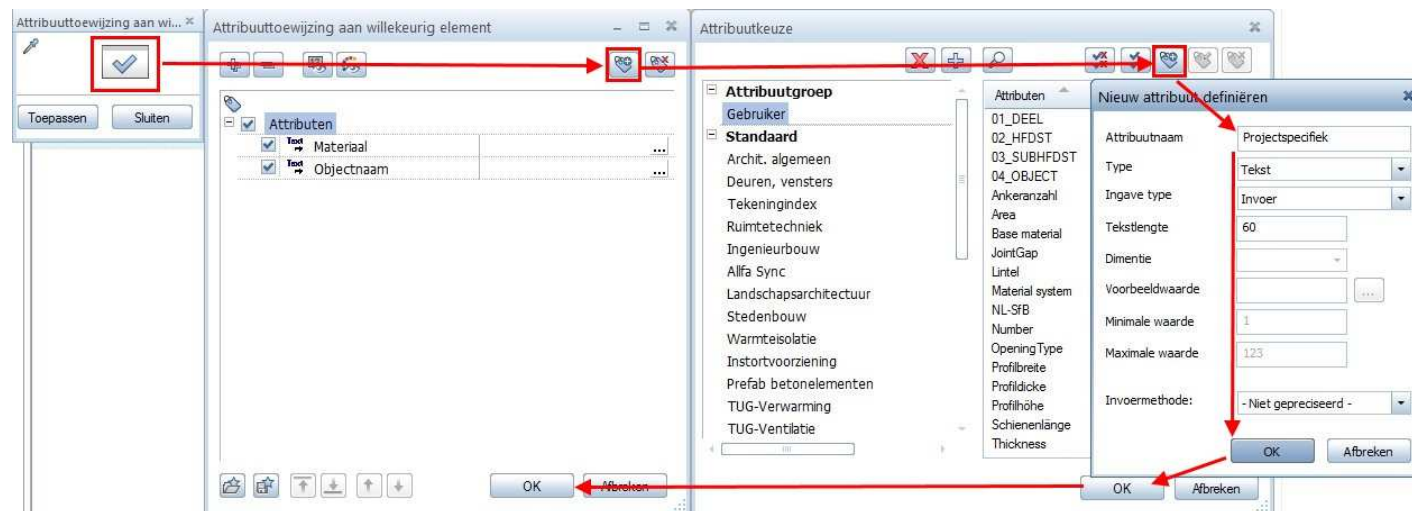 Attribuuttoewijzing aan wi...
Toepassen
Sluiten
Attribuuttoewijzing aan willekeurig element
Attributen
Text Materiaal ...
Text Objectnaam ...
OK
Afbreken
Attribuutkeuze
Attribuutgroep
Gebruiker
Standaard
Archit. algemeen
Deuren, vensters
Tekeningindex
Ruimtetechniek
Ingenieurbouw
Allfa Sync
Landschapsarchitectuur
Stedenbouw
Warmteisolatie
Instortvoorziening
Prefab betonelementen
TUG-Verwarming
TUG-Ventilatie
Attributen
01_DEEL
02_HFDST
03_SUBHFDST
04_OBJECT
Ankeranzahl
Area
Base material
JointGap
Lintel
Material system
NL-SfB
Number
OpeningType
Profilbreite
Profildicke
Profilhöhe
Schienenlänge
Thickness
OK
Afbreken
Nieuw attribuut definiëren
Attribuutnaam Projectspecifiek
Type Tekst
Ingave type Invoer
Tekstlengte 60
Dimentie
Voorbeeldwaarde ...
Minimale waarde 1
Maximale waarde 123
Invoermethode: - Niet gepreciseerd -
OK
Afbreken